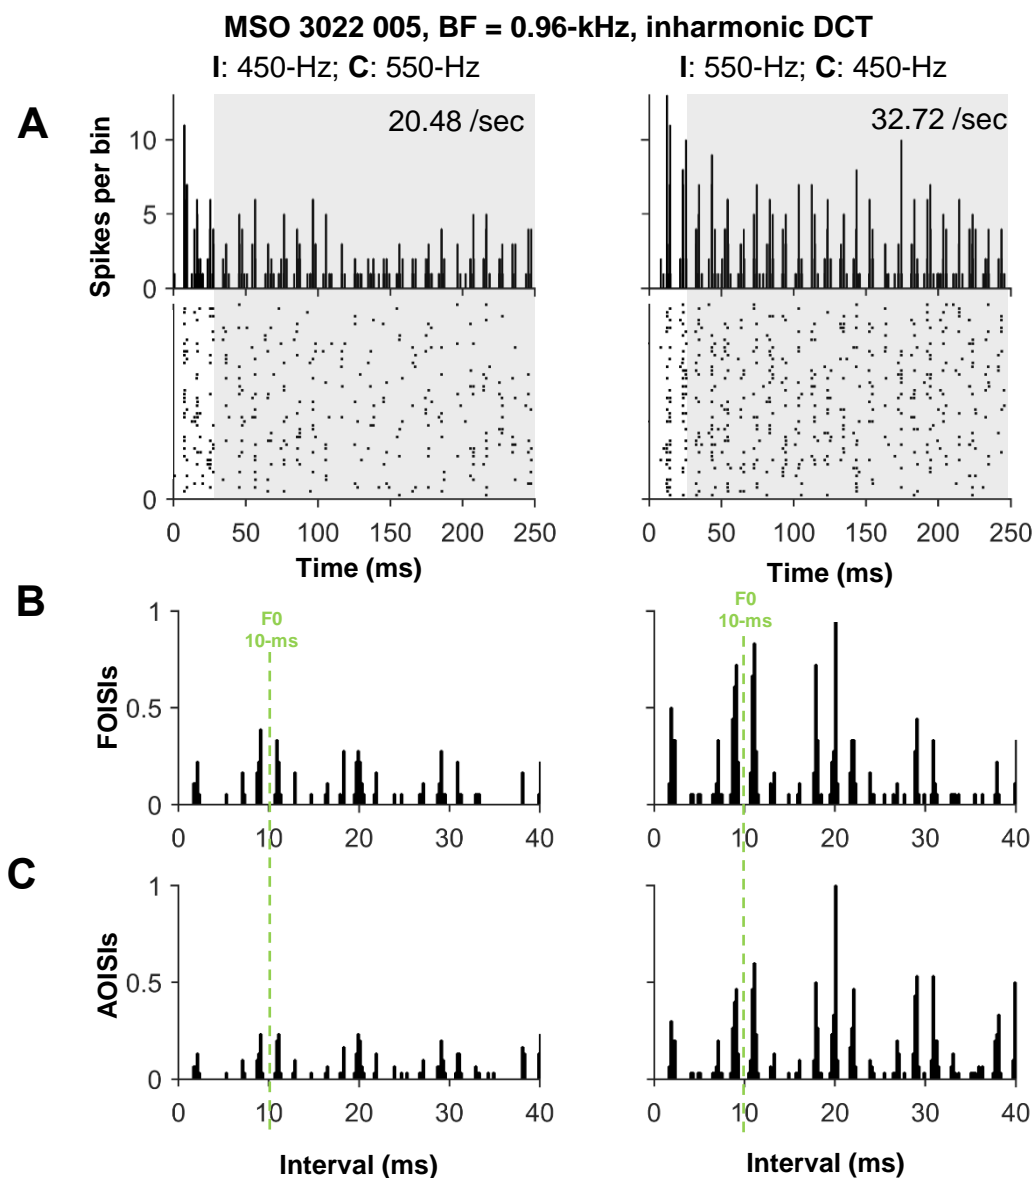 MSO 3022 005, BF = 0.96-kHz, inharmonic DCT
I: 450-Hz; C: 550-Hz
I: 550-Hz; C: 450-Hz
A
Spikes per bin
10
5
0
20.48 /sec
32.72 /sec
0
0 50 100 150 200 250
0 50 100 150 200 250
Time (ms)
Time (ms)
B
FOISIs
1
0.5
0
F0
10-ms
F0
10-ms
0 10 20 30 40
0 10 20 30 40
C
AOISIs
1
0.5
0
0 10 20 30 40
0 10 20 30 40
Interval (ms)
Interval (ms)